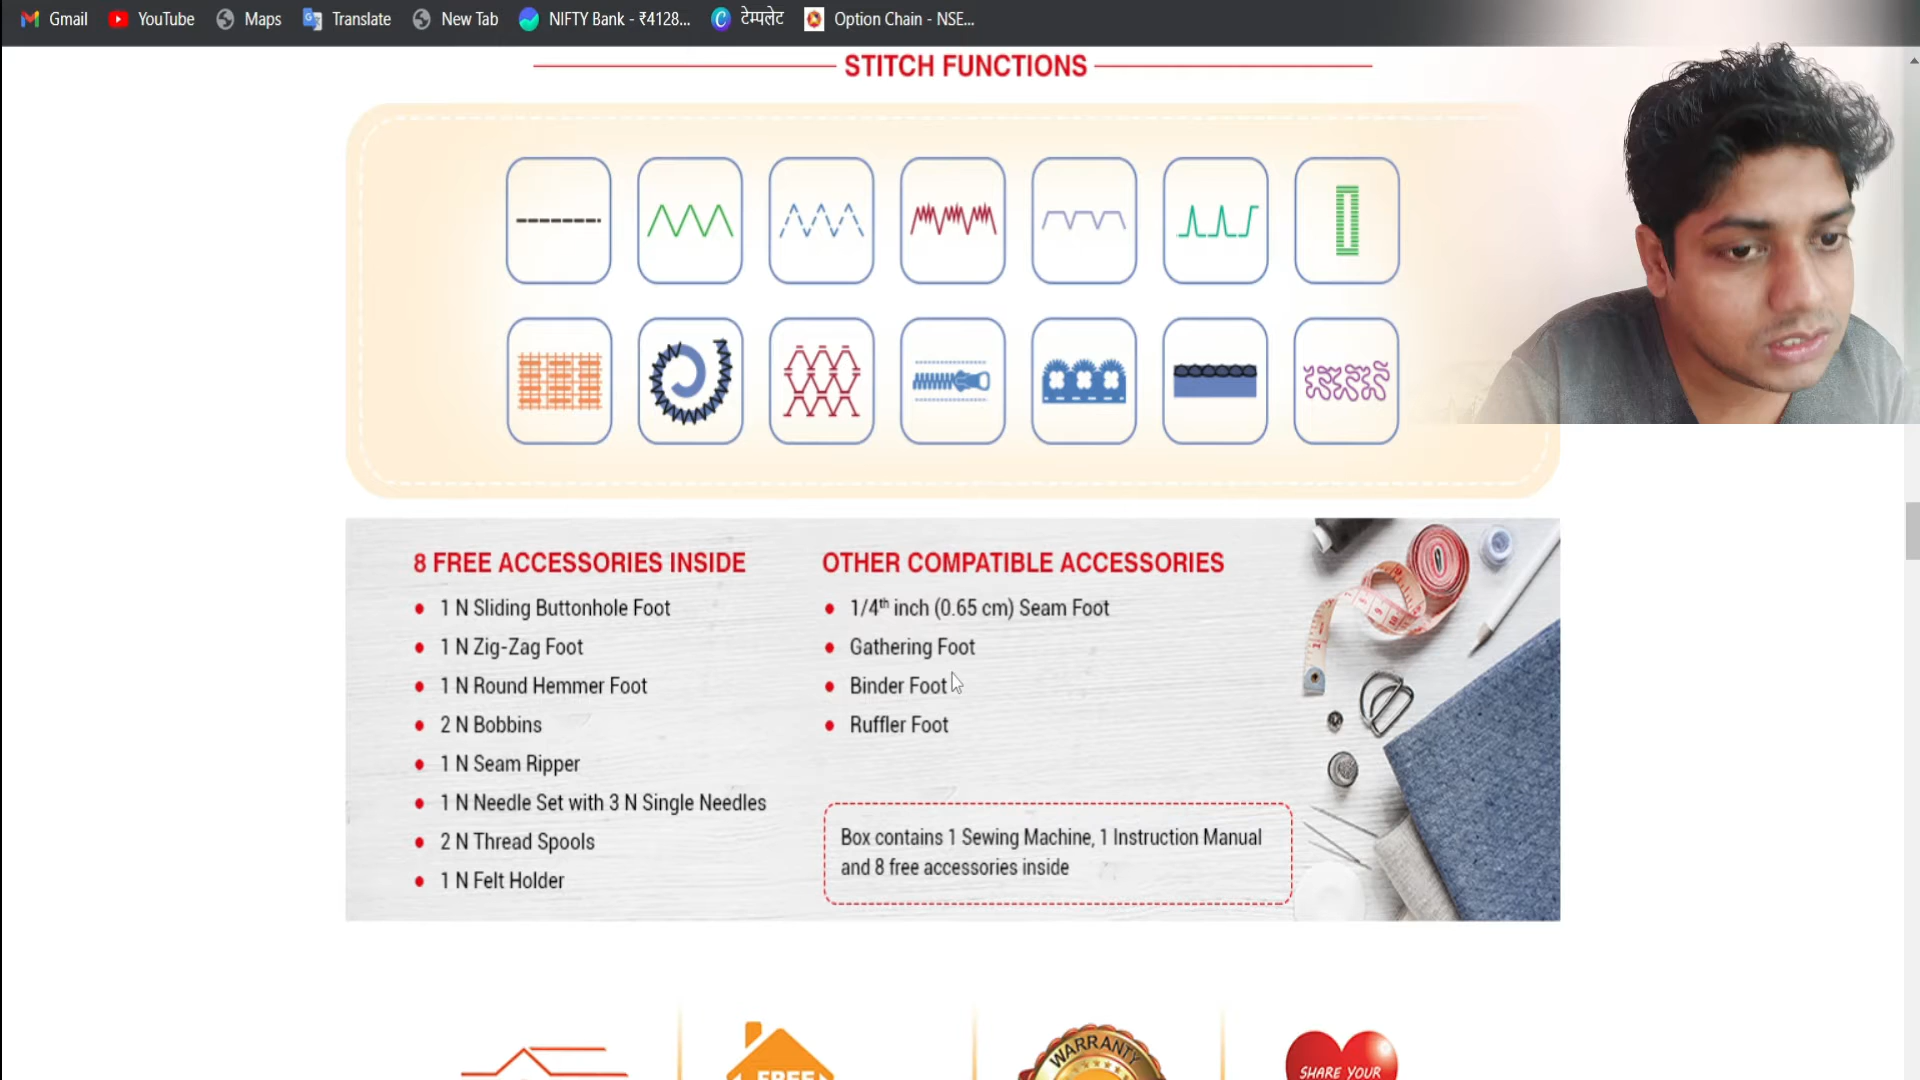 Gmail YouTube Maps Translate New Tab NIFTY Bank - ₹4128... टेम्पलेट Option Chain - NSE...
STITCH FUNCTIONS
8 FREE ACCESSORIES INSIDE
1 N Sliding Buttonhole Foot
1 N Zig-Zag Foot
1 N Round Hemmer Foot
2 N Bobbins
1 N Seam Ripper
1 N Needle Set with 3 N Single Needles
2 N Thread Spools
1 N Felt Holder
OTHER COMPATIBLE ACCESSORIES
1/4th inch (0.65 cm) Seam Foot
Gathering Foot
Binder Foot
Ruffler Foot
Box contains 1 Sewing Machine, 1 Instruction Manual
and 8 free accessories inside
FREE
WARRANTY
SHARE YOUR